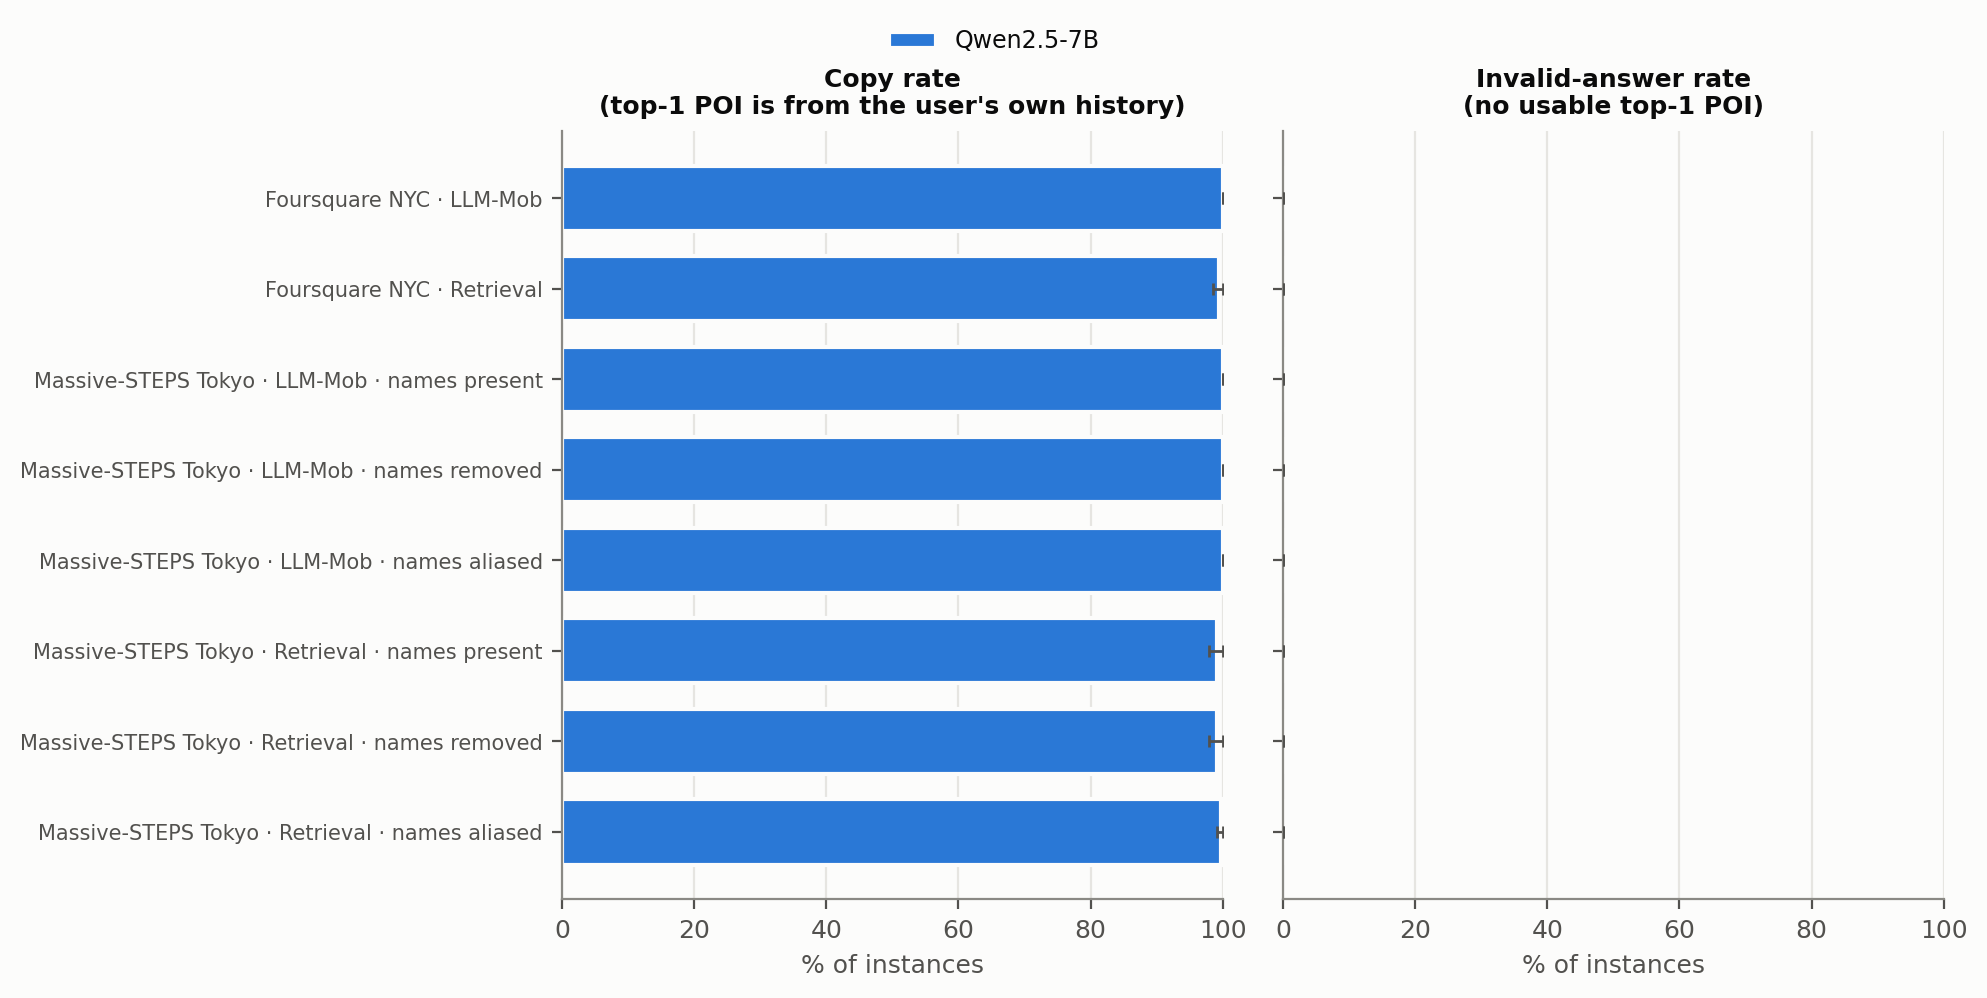 Qwen2.5-7B
Copy rate
(top-1 POI is from the user's own history)
Invalid-answer rate
(no usable top-1 POI)
Foursquare NYC · LLM-Mob
Foursquare NYC · Retrieval
Massive-STEPS Tokyo · LLM-Mob · names present
Massive-STEPS Tokyo · LLM-Mob · names removed
Massive-STEPS Tokyo · LLM-Mob · names aliased
Massive-STEPS Tokyo · Retrieval · names present
Massive-STEPS Tokyo · Retrieval · names removed
Massive-STEPS Tokyo · Retrieval · names aliased
0 20 40 60 80 100
% of instances
0 20 40 60 80 100
% of instances